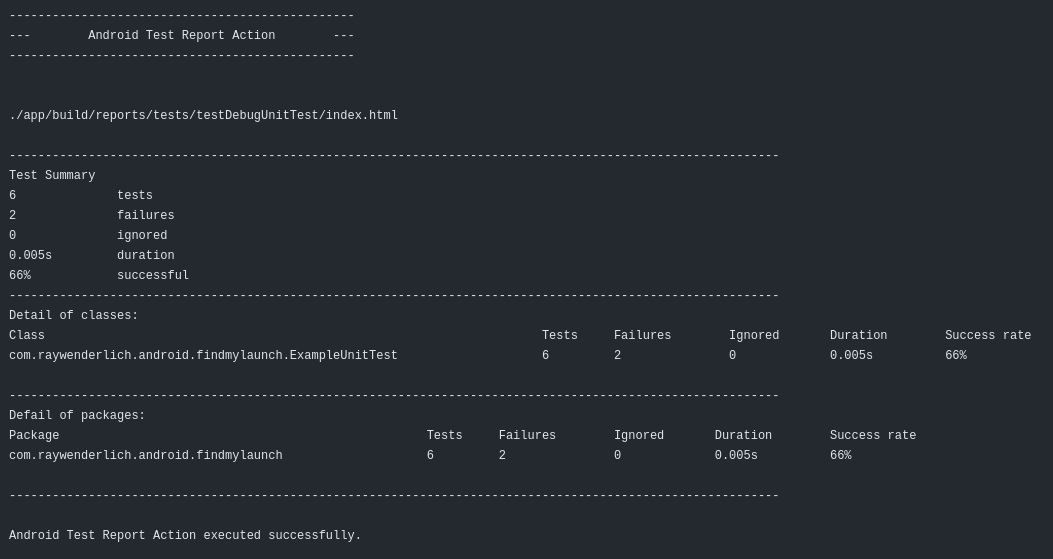 ------------------------------------------------
---        Android Test Report Action        ---
------------------------------------------------
./app/build/reports/tests/testDebugUnitTest/index.html
-----------------------------------------------------------------------------------------------------------
Test Summary
6              tests
2              failures
0              ignored
0.005s         duration
66%            successful
-----------------------------------------------------------------------------------------------------------
Detail of classes:
Class                                                                     Tests     Failures        Ignored       Duration        Success rate
com.raywenderlich.android.findmylaunch.ExampleUnitTest                    6         2               0             0.005s          66%
-----------------------------------------------------------------------------------------------------------
Defail of packages:
Package                                                   Tests     Failures        Ignored       Duration        Success rate
com.raywenderlich.android.findmylaunch                    6         2               0             0.005s          66%
-----------------------------------------------------------------------------------------------------------
Android Test Report Action executed successfully.